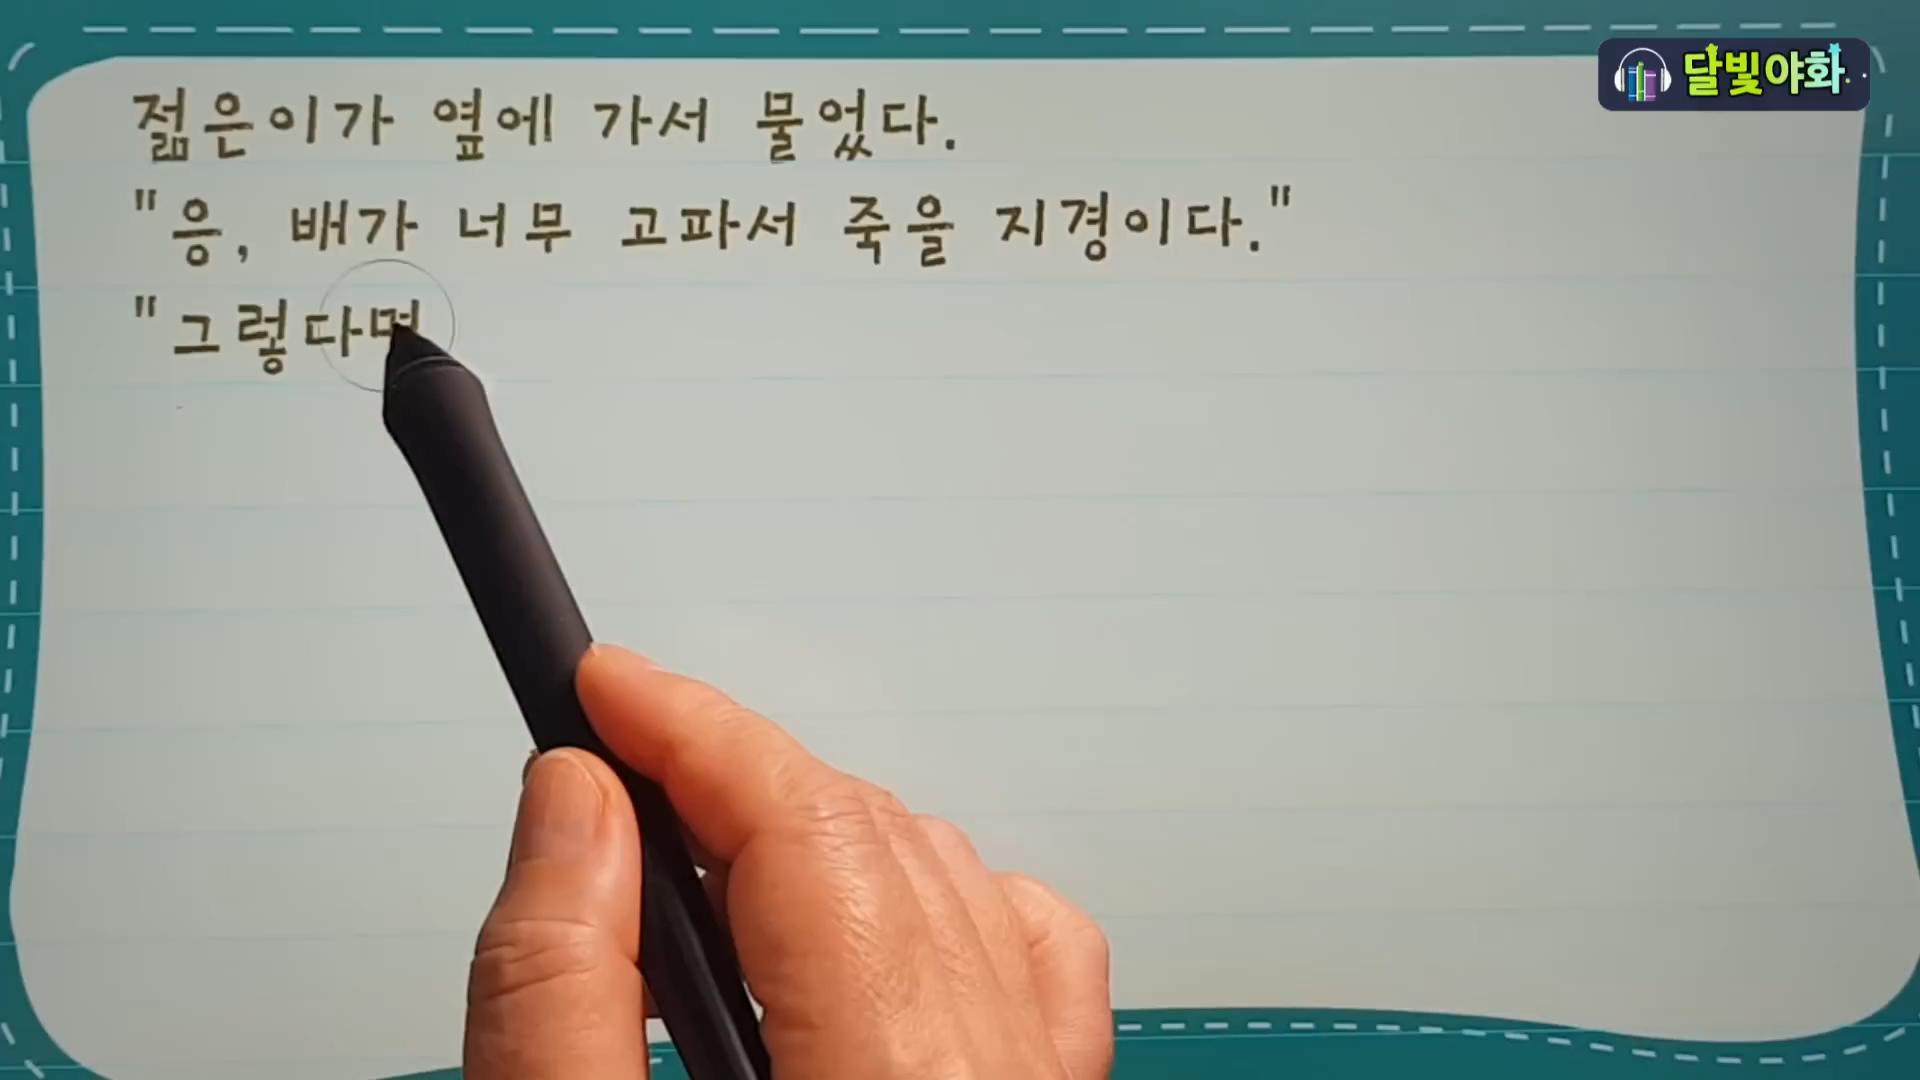 달빛야화
젊은이가 옆에 가서 물었다.
"응, 배가 너무 고파서 죽을 지경이다."
"그렇다면